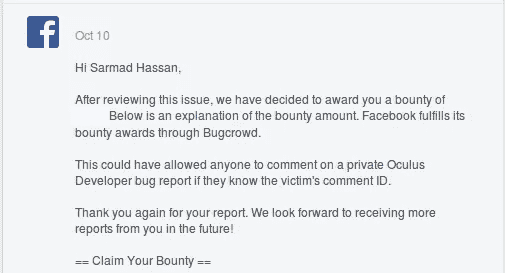 Oct 10
Hi Sarmad Hassan,
After reviewing this issue, we have decided to award you a bounty of
Below is an explanation of the bounty amount. Facebook fulfills its
bounty awards through Bugcrowd.
This could have allowed anyone to comment on a private Oculus
Developer bug report if they know the victim's comment ID.
Thank you again for your report. We look forward to receiving more
reports from you in the future!
== Claim Your Bounty ==